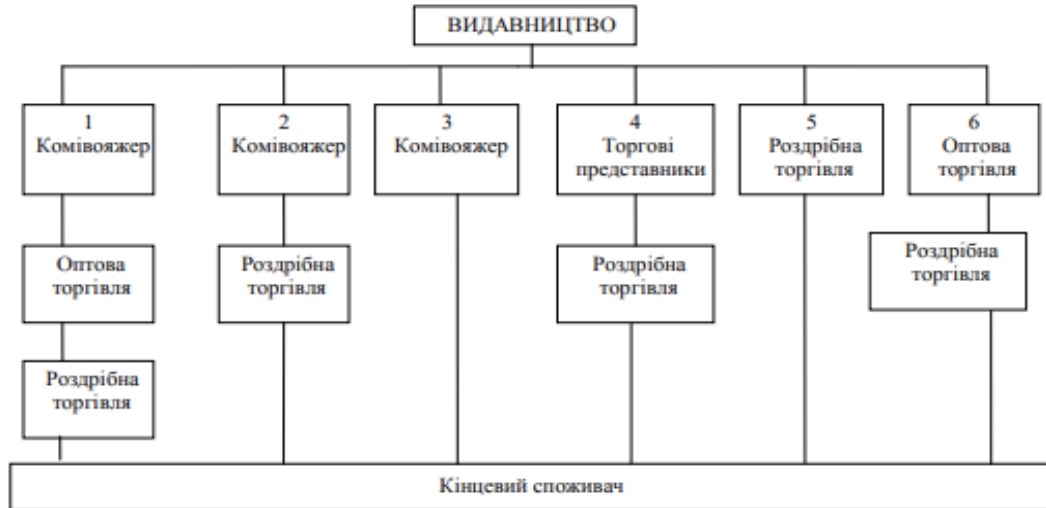 ВИДАВНИЦТВО
1
Комівояжер
2
Комівояжер
3
Комівояжер
4
Торгові
представники
5
Роздрібна
торгівля
6
Оптова
торгівля
Оптова
торгівля
Роздрібна
торгівля
Роздрібна
торгівля
Роздрібна
торгівля
Роздрібна
торгівля
Кінцевий споживач